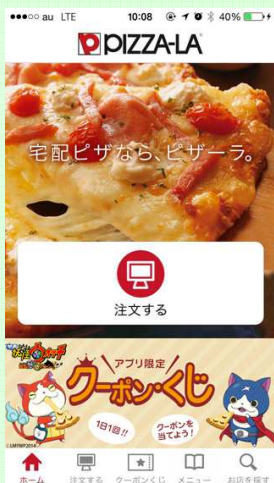 au LTE 10:08 40%
PIZZA-LA
宅配ピザなら、ピザーラ。
注文する
アプリ限定
クーポン・くじ
1日1回!!
クーポンを
当てよう!
ホーム 注文する クーポンくじ メニュー お店を探す